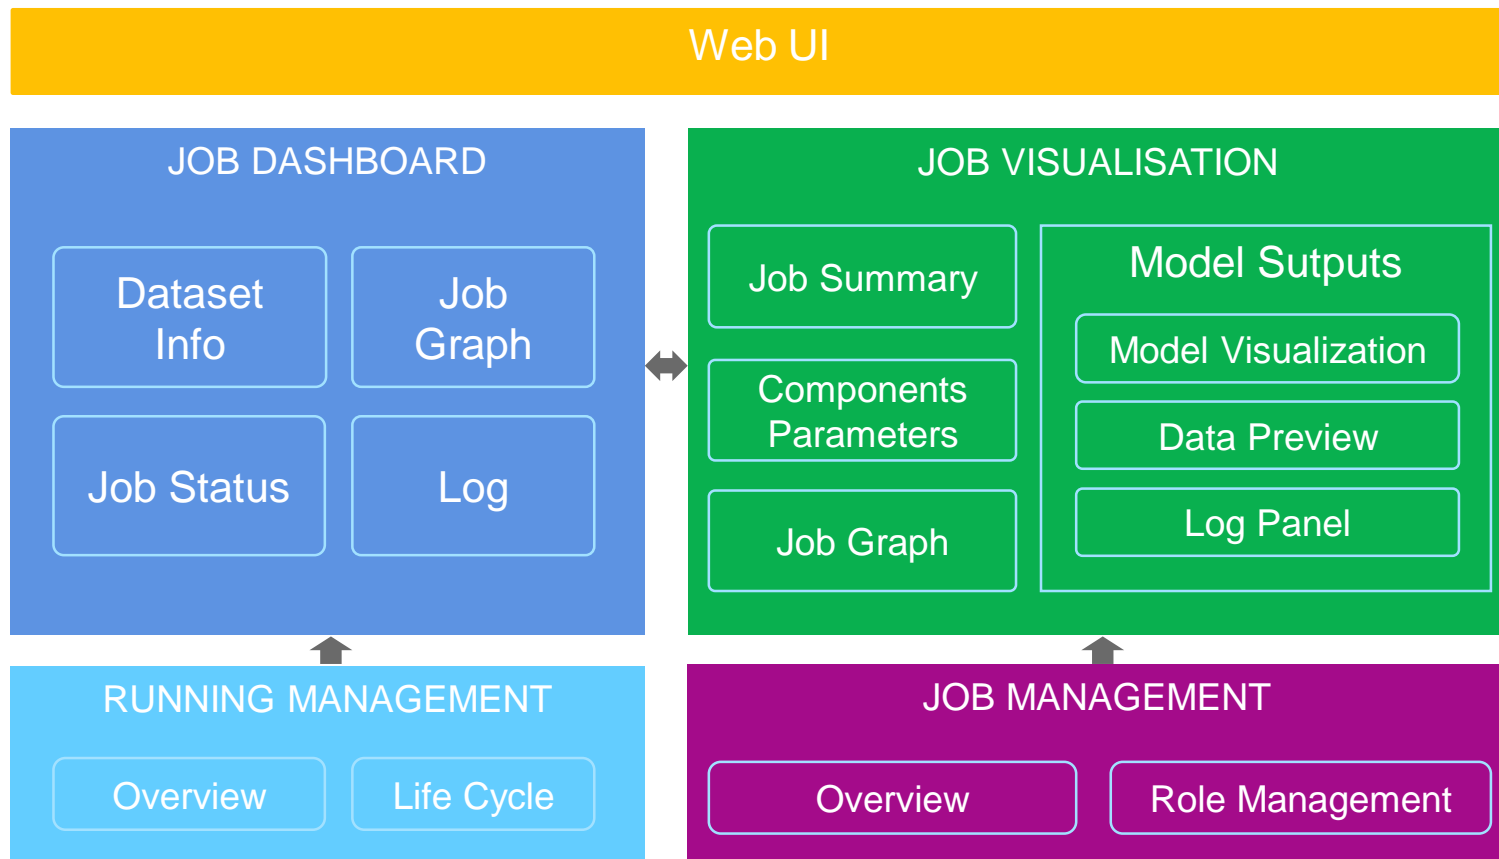 Web UI
JOB DASHBOARD
Dataset
Info
Job
Graph
Job Status
Log
JOB VISUALISATION
Job Summary
Components
Parameters
Job Graph
Model Sutputs
Model Visualization
Data Preview
Log Panel
RUNNING MANAGEMENT
Overview
Life Cycle
JOB MANAGEMENT
Overview
Role Management